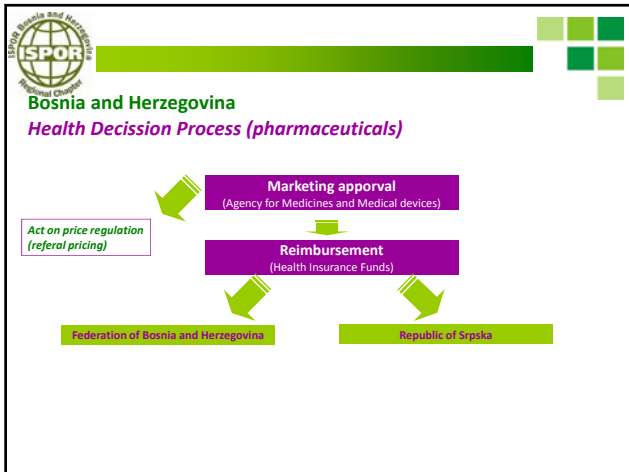 ISPOR Bosnia and Herzegovina
ISPOR
Regional Chapter
Bosnia and Herzegovina
Health Decission Process (pharmaceuticals)
Marketing apporval
(Agency for Medicines and Medical devices)
Act on price regulation
(referal pricing)
Reimbursement
(Health Insurance Funds)
Federation of Bosnia and Herzegovina
Republic of Srpska